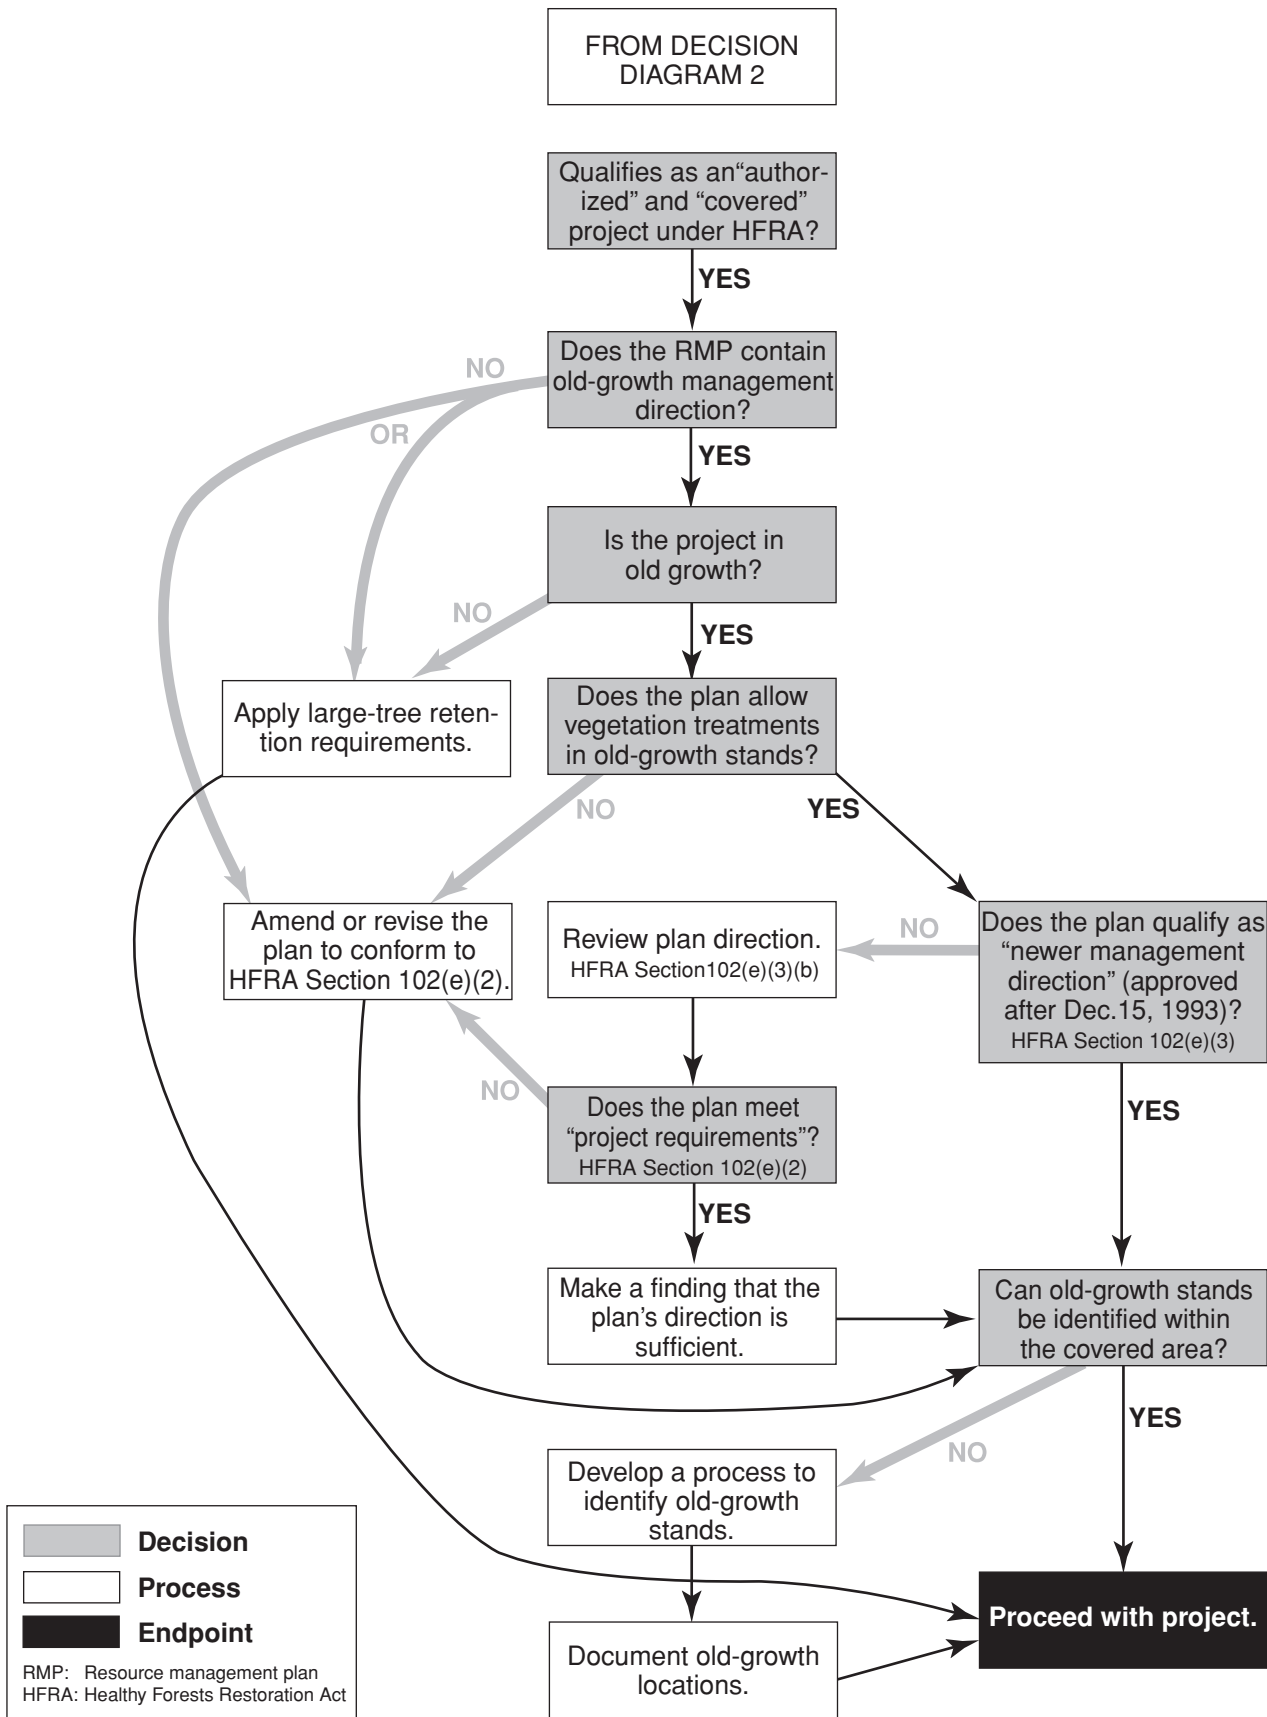 FROM DECISION
DIAGRAM 2
Qualifies as an“author-
ized” and “covered”
project under HFRA?
YES
Does the RMP contain
old-growth management
direction?
NO
OR
YES
Is the project in
old growth?
NO
YES
Apply large-tree reten-
tion requirements.
Does the plan allow
vegetation treatments
in old-growth stands?
NO
YES
Amend or revise the
plan to conform to
HFRA Section 102(e)(2).
Review plan direction.
HFRA Section102(e)(3)(b)
NO
Does the plan qualify as
“newer management
direction” (approved
after Dec.15, 1993)?
HFRA Section 102(e)(3)
NO
Does the plan meet
“project requirements”?
HFRA Section 102(e)(2)
YES
YES
Make a finding that the
plan’s direction is
sufficient.
Can old-growth stands
be identified within
the covered area?
YES
NO
Develop a process to
identify old-growth
stands.
Document old-growth
locations.
Proceed with project.
Decision
Process
Endpoint
RMP: Resource management plan
HFRA: Healthy Forests Restoration Act